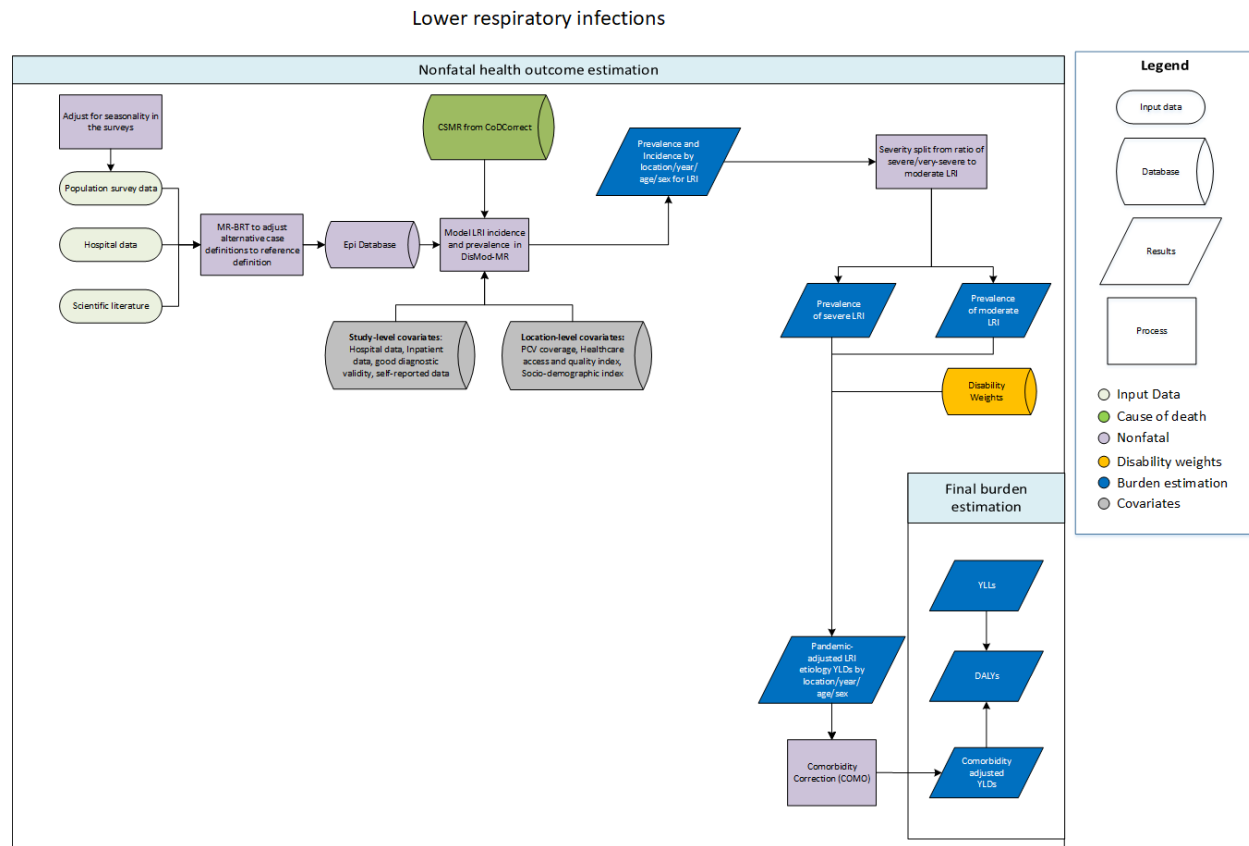 Lower respiratory infections
Nonfatal health outcome estimation
Adjust for seasonality in
the surveys
Population survey data
Hospital data
Scientific literature
MR-BRT to adjust
alternative case
definitions to reference
definition
Epi Database
CSMR from CoDCorrect
Model LRI incidence
and prevalence in
DisMod-MR
Study-level covariates:
Hospital data, Inpatient
data, good diagnostic
validity, self-reported data
Location-level covariates:
PCV coverage, Healthcare
access and quality index,
Socio-demographic index
Prevalence and
Incidence by
location/year/
age/sex for LRI
Severity split from ratio of
severe/very-severe to
moderate LRI
Prevalence
of severe LRI
Prevalence
of moderate
LRI
Disability
Weights
Pandemic-
adjusted LRI
etiology YLDs by
location/year/
age/sex
Comorbidity
Correction (COMO)
Final burden
estimation
YLLs
DALYs
Comorbidity
adjusted
YLDs
Legend
Input data
Database
Results
Process
Input Data
Cause of death
Nonfatal
Disability weights
Burden estimation
Covariates